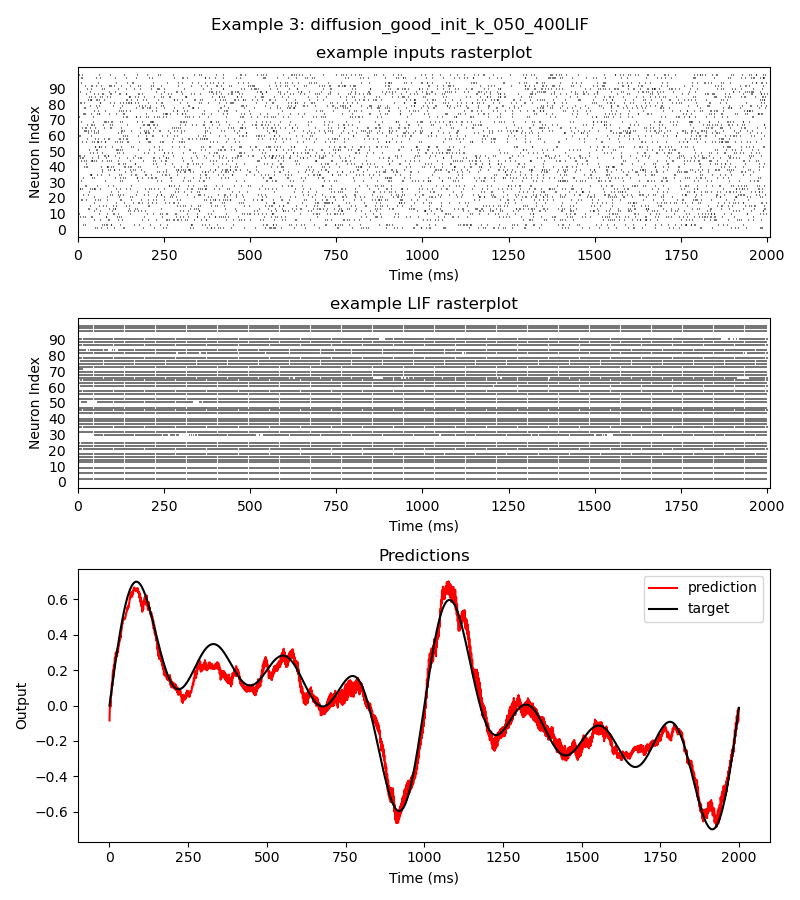 Example 3: diffusion_good_init_k_050_400LIF
example inputs rasterplot
Neuron Index
90
80
70
60
50
40
30
20
10
0
0 250 500 750 1000 1250 1500 1750 2000
Time (ms)
example LIF rasterplot
Neuron Index
90
80
70
60
50
40
30
20
10
0
0 250 500 750 1000 1250 1500 1750 2000
Time (ms)
Predictions
prediction
target
Output
0.6
0.4
0.2
0.0
−0.2
−0.4
−0.6
0 250 500 750 1000 1250 1500 1750 2000
Time (ms)